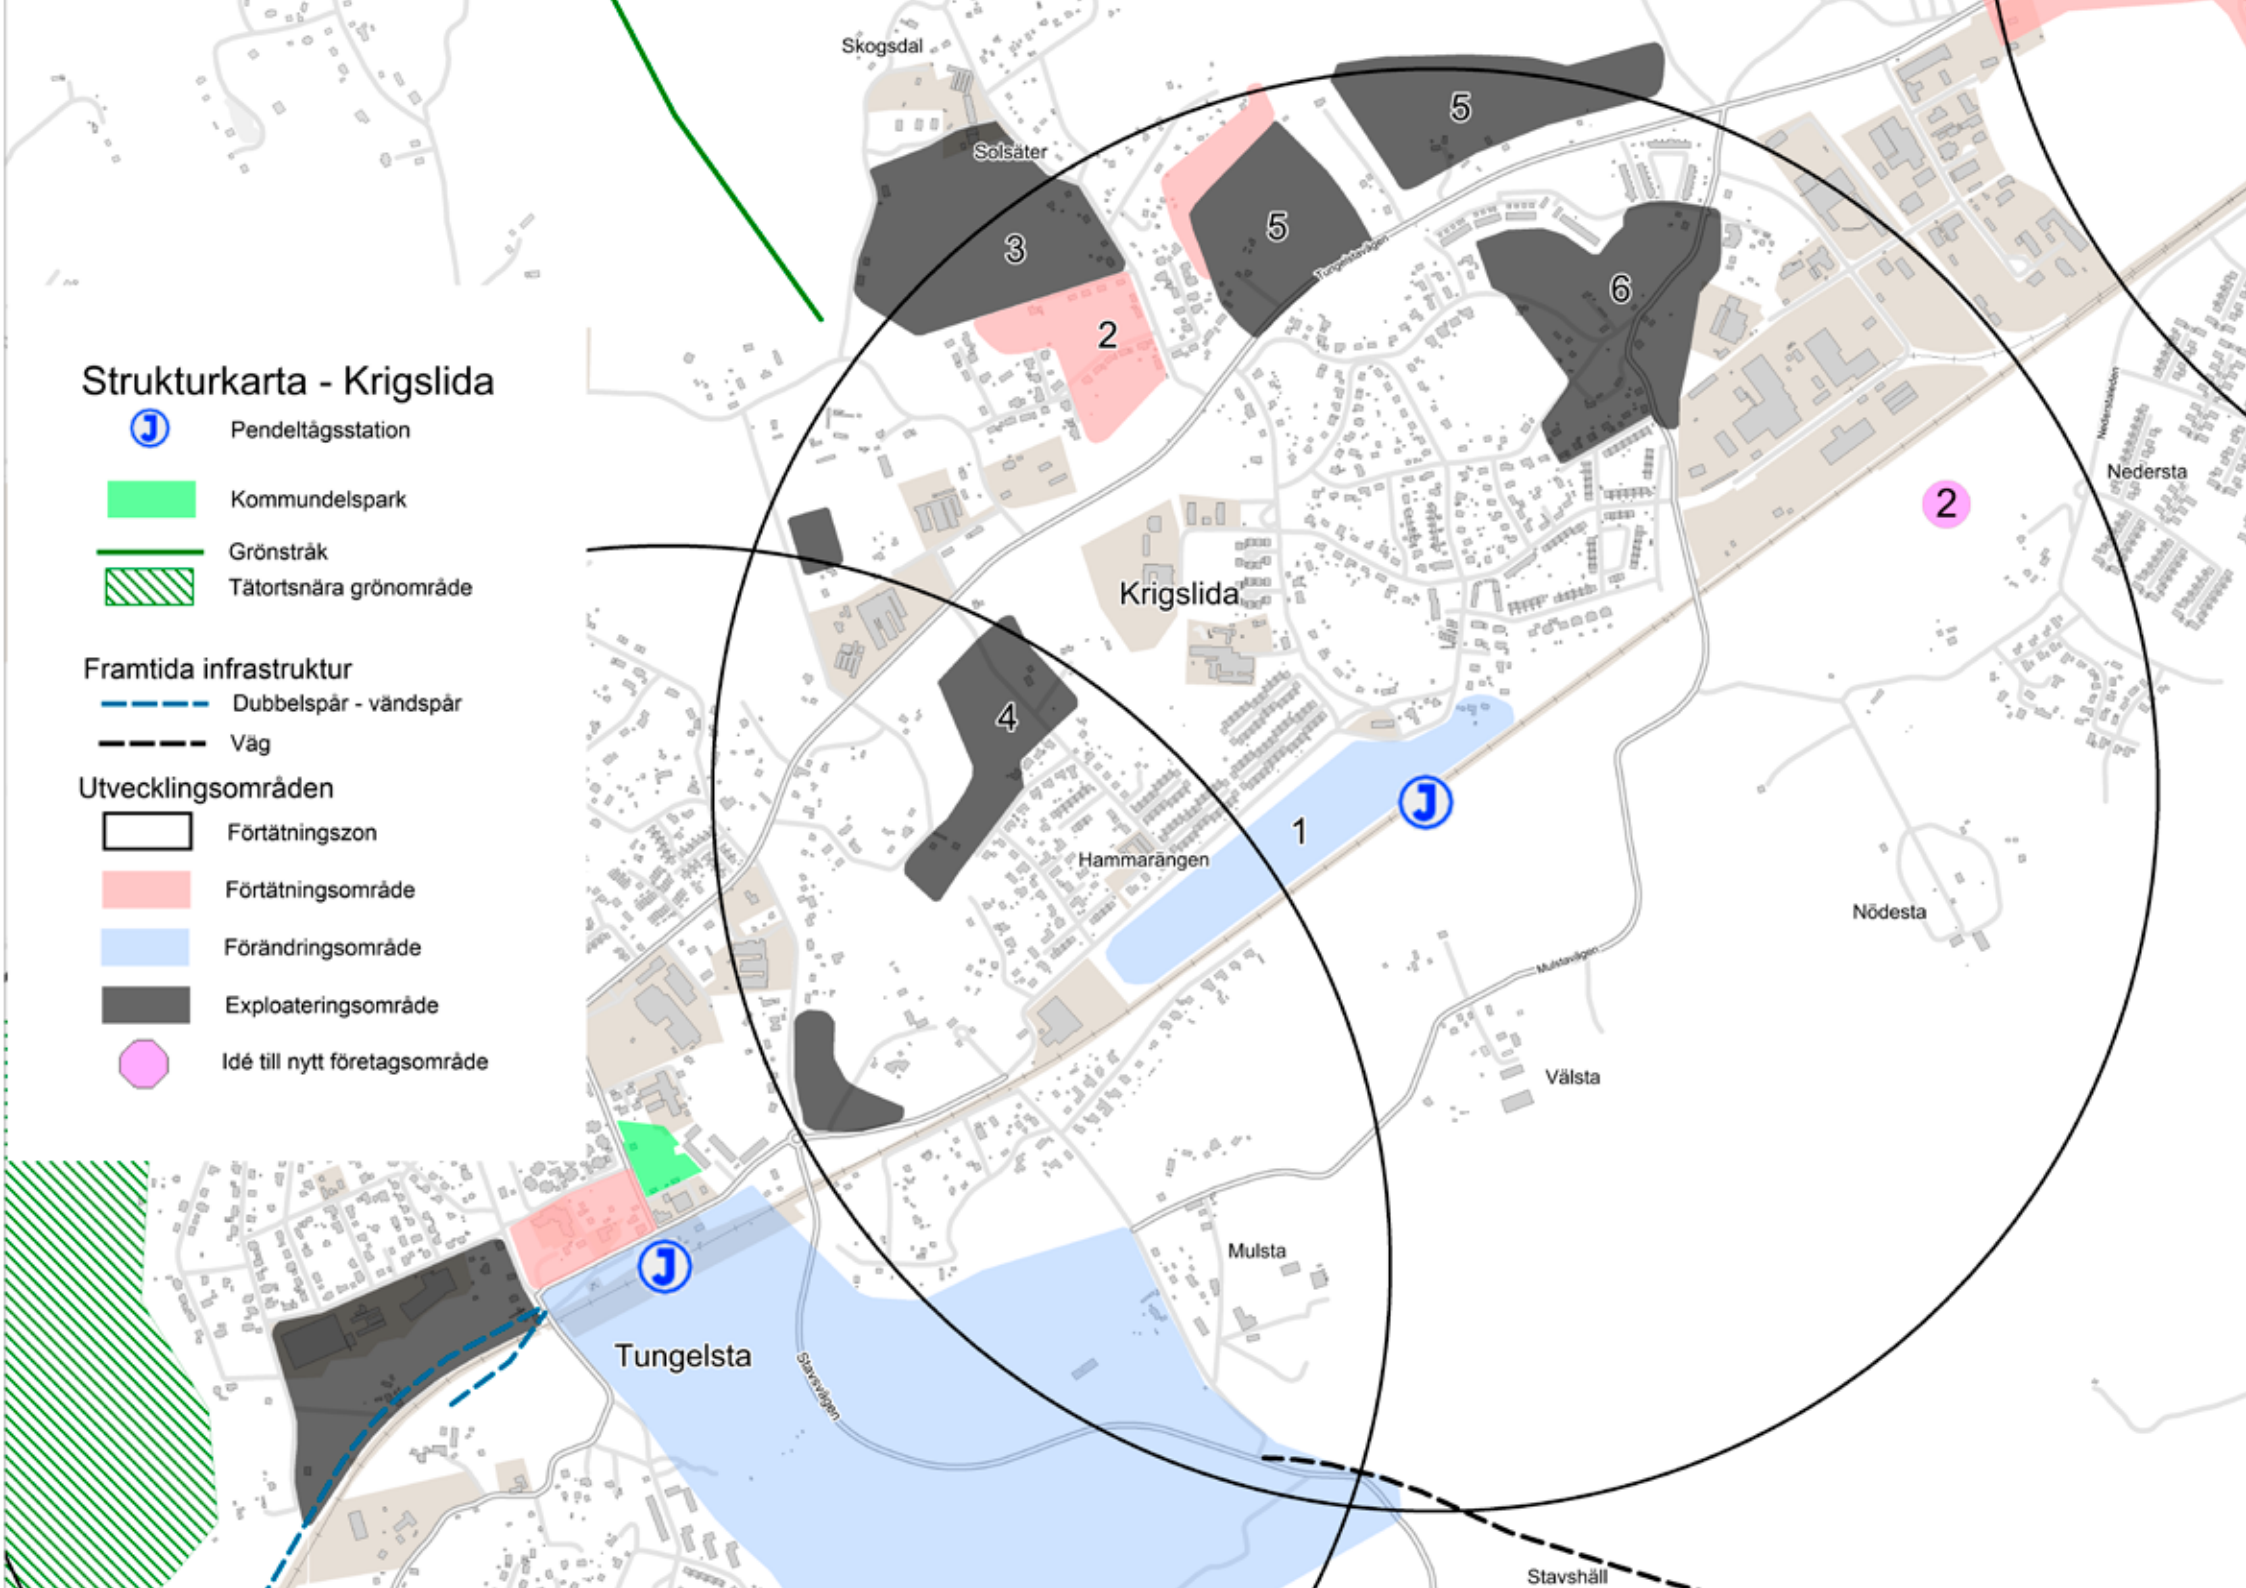 Skogsdal
5
Solsäter
5
3
Tungelstavägen
6
2
Strukturkarta - Krigslida
J
Pendeltågsstation
Kommundelspark
Grönstråk
Tätortsnära grönområde
Framtida infrastruktur
Dubbelspår - vändspår
Väg
Utvecklingsområden
Förtätningszon
Förtätningsområde
Förändringsområde
Exploateringsområde
Idé till nytt företagsområde
Nederstaleden
Nedersta
2
Krigslida
4
J
1
Hammarängen
Nödesta
Mulstavägen
Välsta
Mulsta
J
Tungelsta
Stavsvägen
Stavshäll